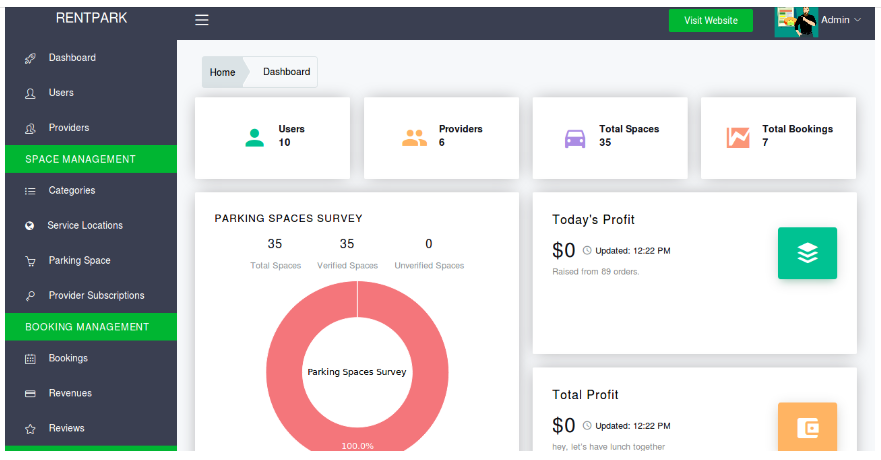 RENTPARK
Visit Website
Admin
Dashboard
Users
Providers
SPACE MANAGEMENT
Categories
Service Locations
Parking Space
Provider Subscriptions
BOOKING MANAGEMENT
Bookings
Revenues
Reviews
Home
Dashboard
Users
10
Providers
6
Total Spaces
35
Total Bookings
7
PARKING SPACES SURVEY
35
Total Spaces
35
Verified Spaces
0
Unverified Spaces
Parking Spaces Survey
100.0%
Today's Profit
$0 Updated: 12:22 PM
Raised from 89 orders.
Total Profit
$0 Updated: 12:22 PM
hey, let's have lunch together